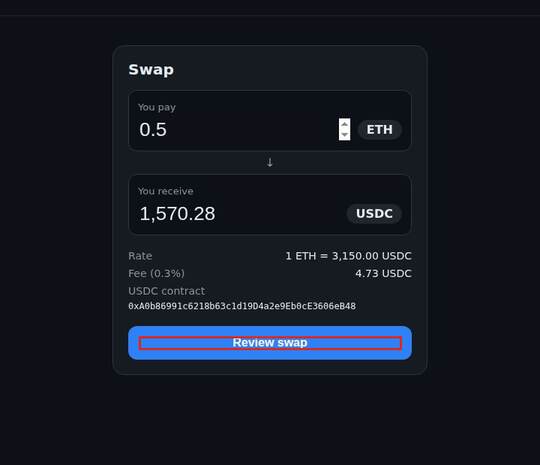 Swap
You pay
0.5 ETH
↓
You receive
1,570.28 USDC
Rate 1 ETH = 3,150.00 USDC
Fee (0.3%) 4.73 USDC
USDC contract
0xA0b86991c6218b63c1d19D4a2e9Eb0cE3606eB48
Review swap